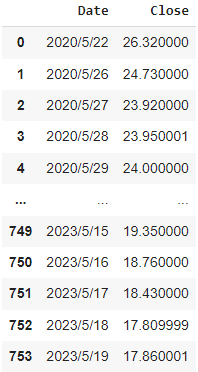 Date Close
0 2020/5/22 26.320000
1 2020/5/26 24.730000
2 2020/5/27 23.920000
3 2020/5/28 23.950001
4 2020/5/29 24.000000
... ... ...
749 2023/5/15 19.350000
750 2023/5/16 18.760000
751 2023/5/17 18.430000
752 2023/5/18 17.809999
753 2023/5/19 17.860001